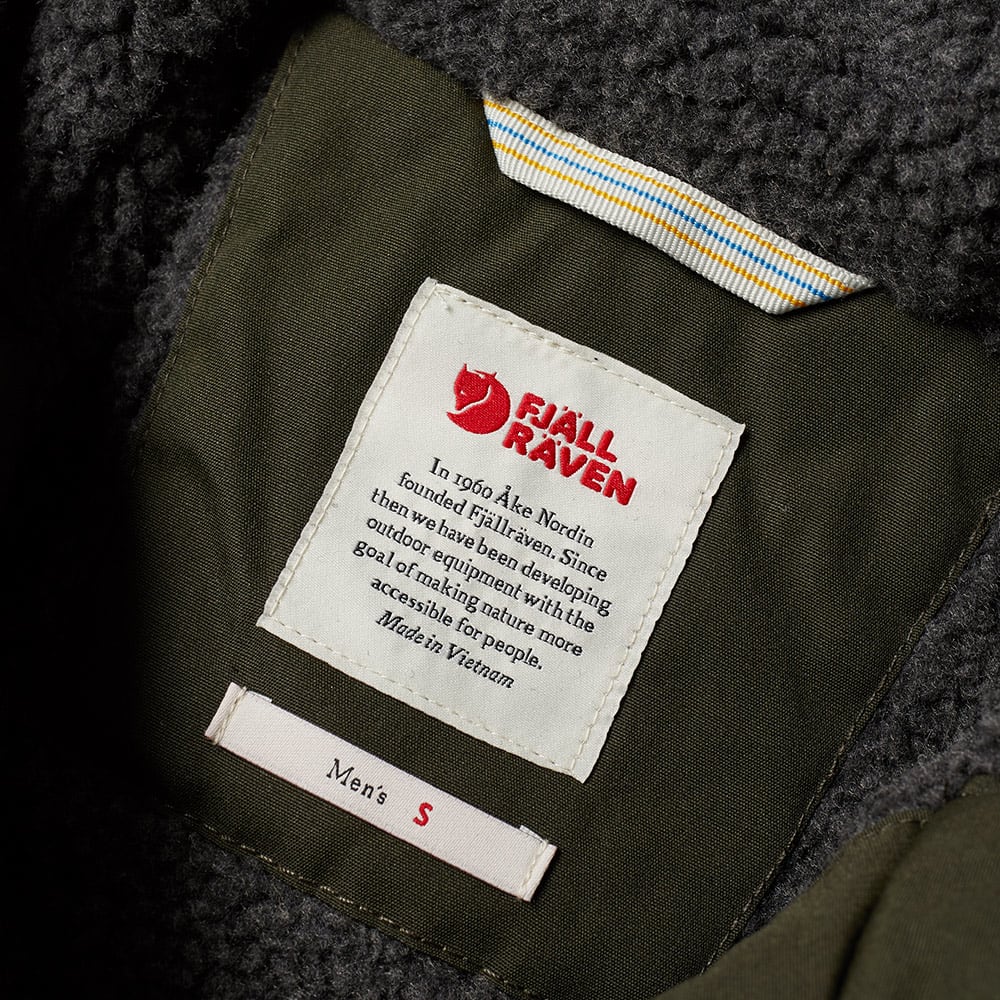 FJÄLL
RÄVEN
In 1960 Åke Nordin
founded Fjällräven. Since
then we have been developing
outdoor equipment with the
goal of making nature more
accessible for people.
Made in Vietnam
Men's S